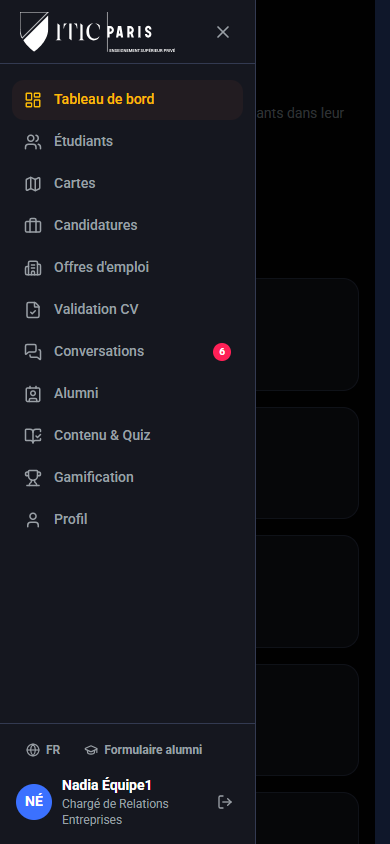 ITIC PARIS
ENSEIGNEMENT SUPÉRIEUR PRIVÉ
ants dans leur
Tableau de bord
Étudiants
Cartes
Candidatures
Offres d'emploi
Validation CV
Conversations 6
Alumni
Contenu & Quiz
Gamification
Profil
FR Formulaire alumni
NÉ
Nadia Équipe1
Chargé de Relations
Entreprises